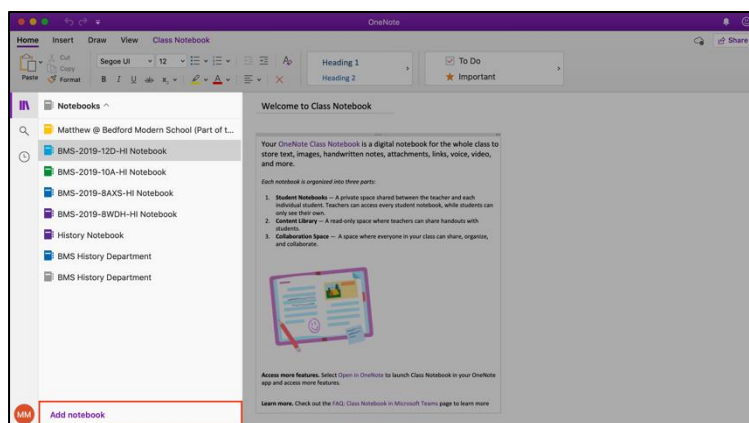 OneNote
Home Insert Draw View Class Notebook
Share
Paste
Cut
Copy
Format
Segoe UI 12
B I U ab x
A
Heading 1
Heading 2
To Do
Important
Notebooks
Matthew @ Bedford Modern School (Part of t...
BMS-2019-12D-HI Notebook
BMS-2019-10A-HI Notebook
BMS-2019-8AXS-HI Notebook
BMS-2019-8WDH-HI Notebook
History Notebook
BMS History Department
BMS History Department
MM
Add notebook
Welcome to Class Notebook
Your OneNote Class Notebook is a digital notebook for the whole class to
store text, images, handwritten notes, attachments, links, voice, video,
and more.
Each notebook is organized into three parts:
1. Student Notebooks — A private space shared between the teacher and each
individual student. Teachers can access every student notebook, while students can
only see their own.
2. Content Library — A read-only space where teachers can share handouts with
students.
3. Collaboration Space — A space where everyone in your class can share, organize,
and collaborate.
Access more features. Select Open in OneNote to launch Class Notebook in your OneNote
app and access more features.
Learn more. Check out the FAQ: Class Notebook in Microsoft Teams page to learn more